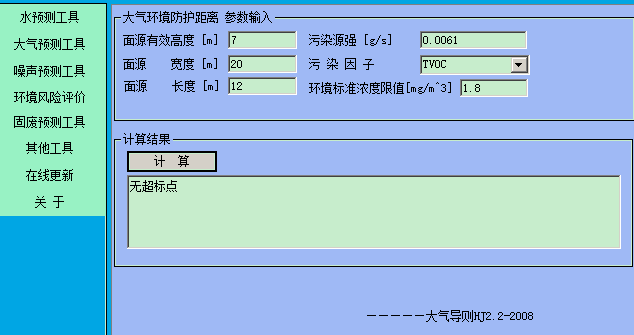 水预测工具
大气预测工具
噪声预测工具
环境风险评价
固废预测工具
其他工具
在线更新
关 于
大气环境防护距离 参数输入
面源有效高度 [m] 7 污染源强 [g/s] 0.0061
面源 宽度 [m] 20 污 染 因 子 TVOC
面源 长度 [m] 12 环境标准浓度限值[mg/m^3] 1.8
计算结果
计 算
无超标点
－－－－－大气导则HJ2.2-2008